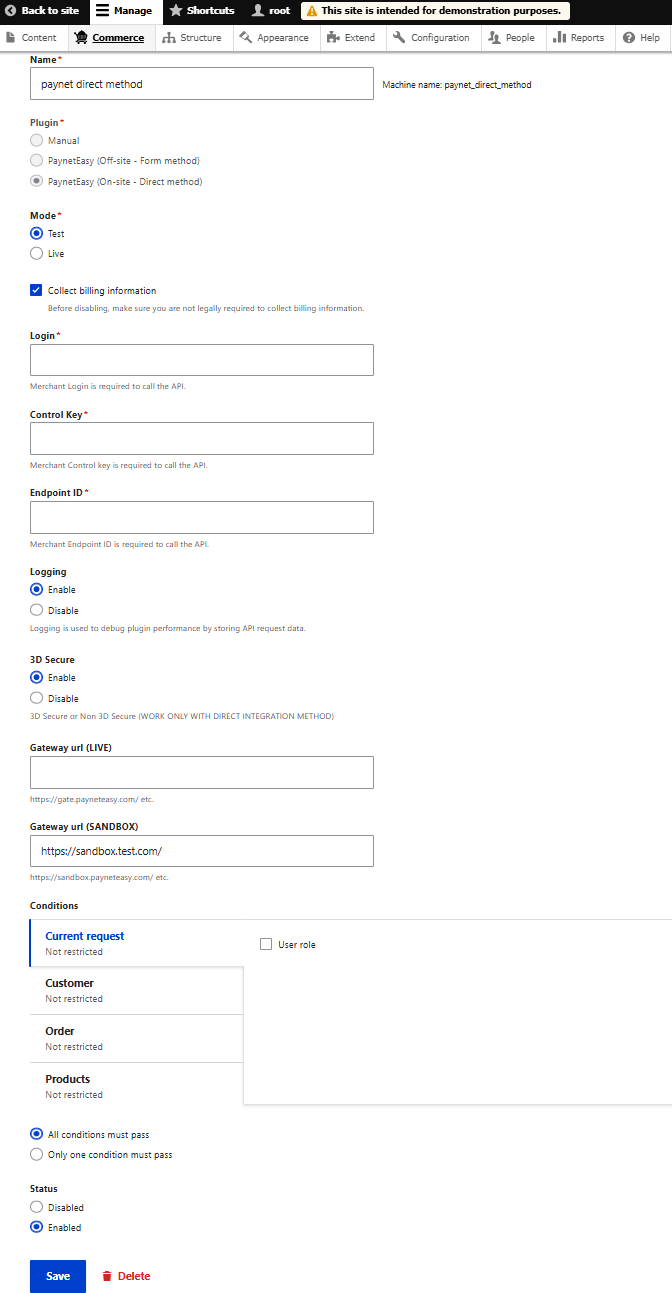 Back to site Manage Shortcuts root This site is intended for demonstration purposes.
Content Commerce Structure Appearance Extend Configuration People Reports Help
Name*
paynet direct method Machine name: paynet_direct_method
Plugin*
Manual
PaynetEasy (Off-site - Form method)
PaynetEasy (On-site - Direct method)
Mode*
Test
Live
Collect billing information
Before disabling, make sure you are not legally required to collect billing information.
Login*
Merchant Login is required to call the API.
Control Key*
Merchant Control key is required to call the API.
Endpoint ID*
Merchant Endpoint ID is required to call the API.
Logging
Enable
Disable
Logging is used to debug plugin performance by storing API request data.
3D Secure
Enable
Disable
3D Secure or Non 3D Secure (WORK ONLY WITH DIRECT INTEGRATION METHOD)
Gateway url (LIVE)
https://gate.payneteasy.com/ etc.
Gateway url (SANDBOX)
https://sandbox.test.com/
https://sandbox.payneteasy.com/ etc.
Conditions
Current request
Not restricted
User role
Customer
Not restricted
Order
Not restricted
Products
Not restricted
All conditions must pass
Only one condition must pass
Status
Disabled
Enabled
Save Delete